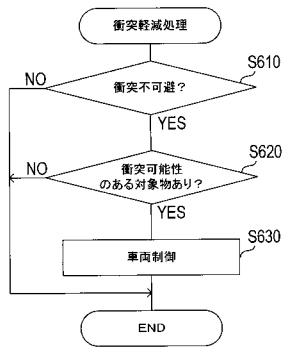 衝突軽減処理
S610
衝突不可避?
NO
YES
S620
衝突可能性
のある対象物あり?
NO
YES
S630
車両制御
END